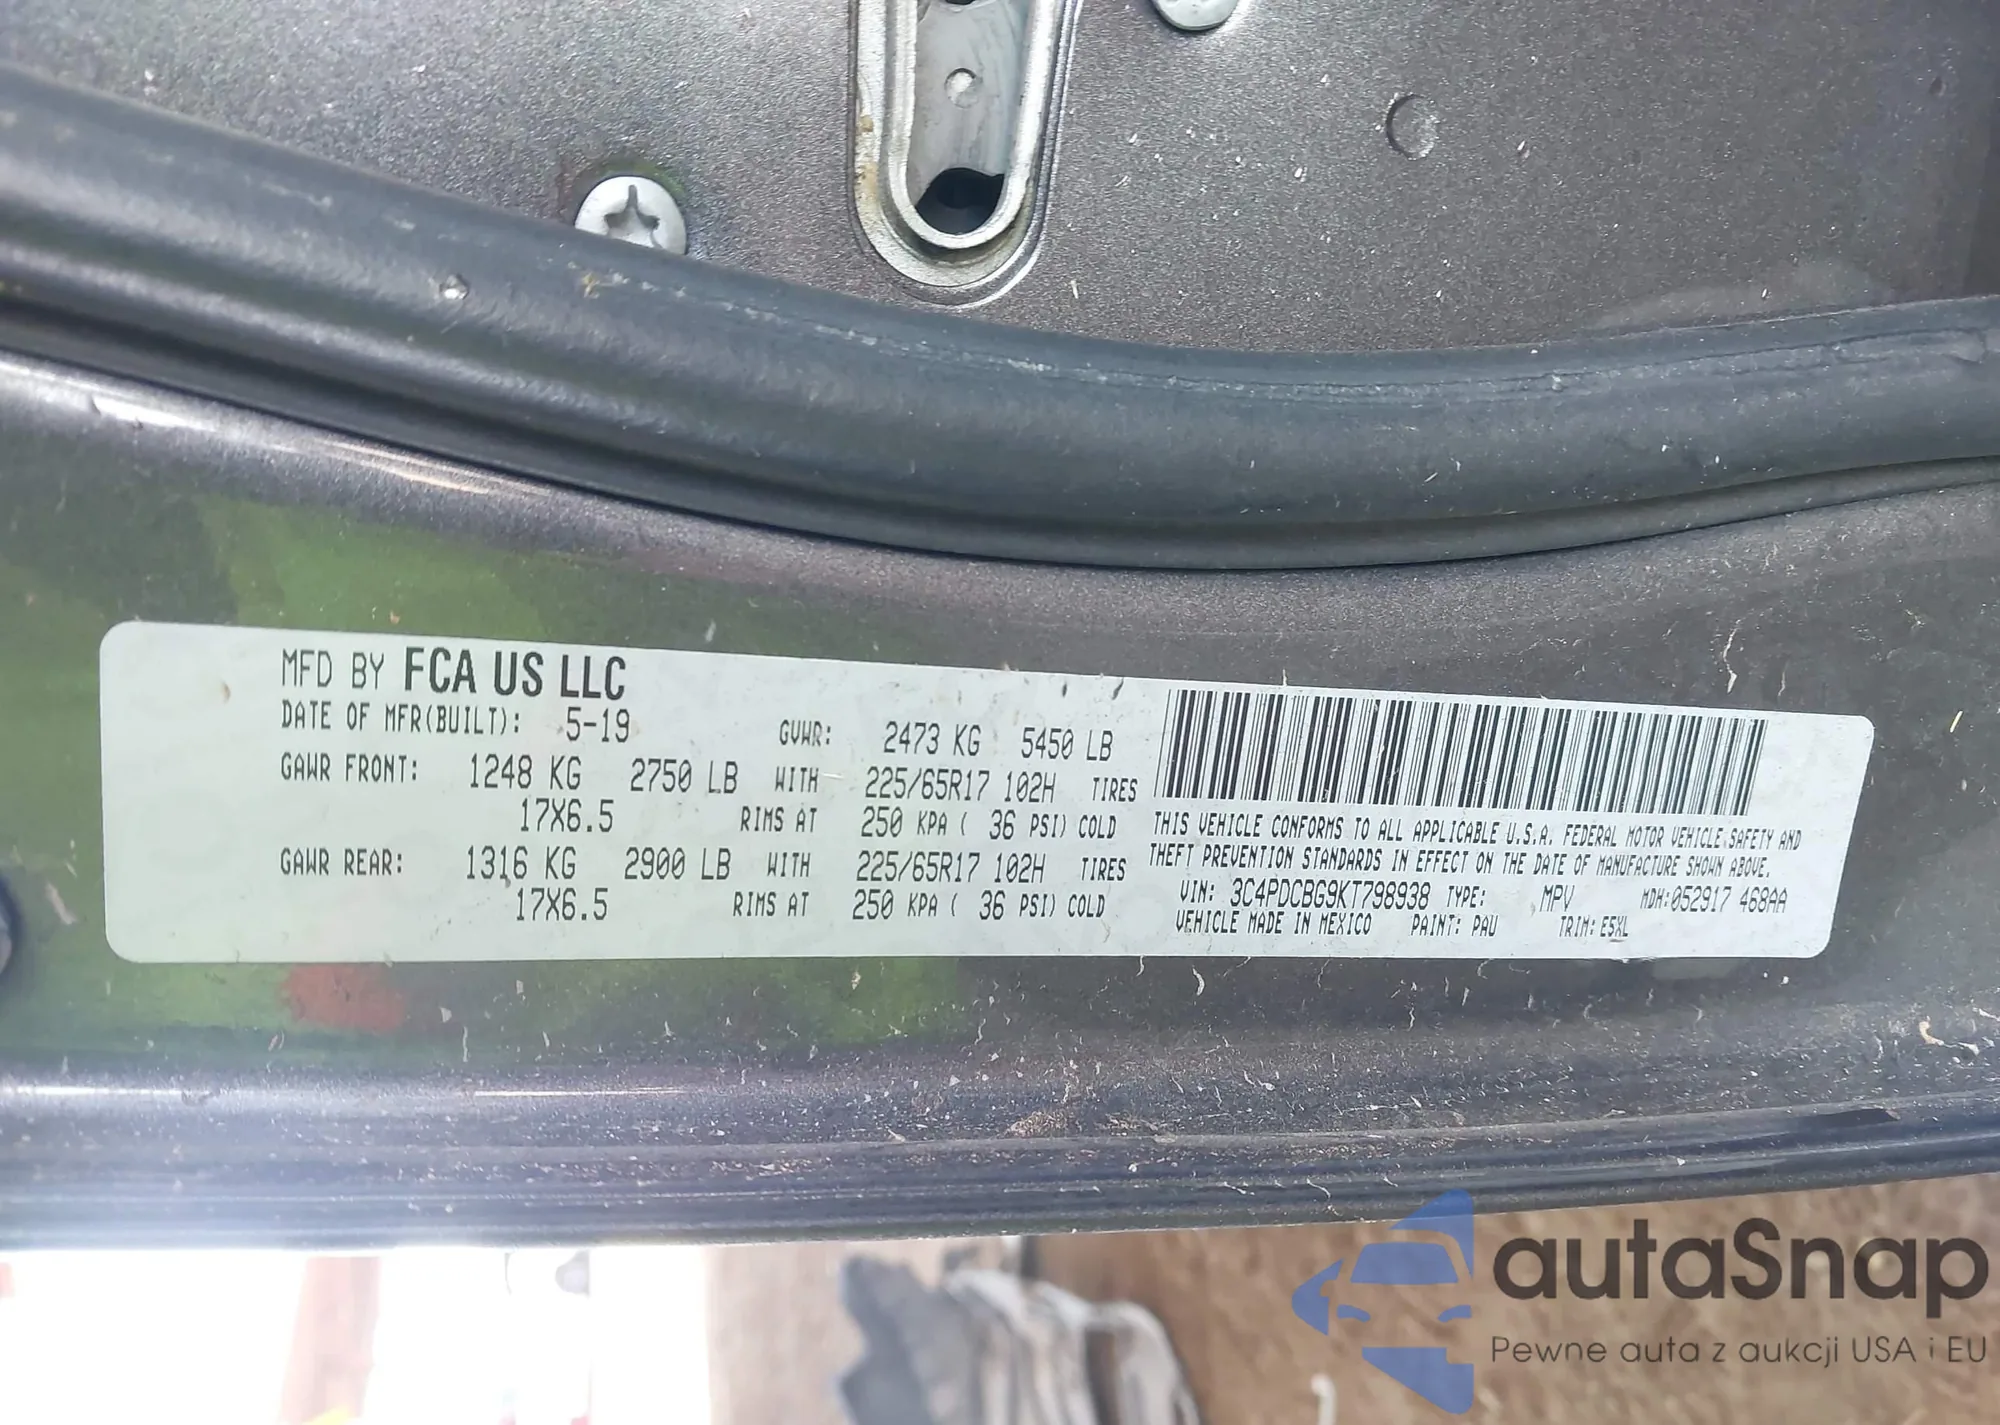 MFD BY FCA US LLC
DATE OF MFR(BUILT): 5-19 GVWR: 2473 KG 5450 LB
GAWR FRONT: 1248 KG 2750 LB WITH 225/65R17 102H TIRES
17X6.5 RIMS AT 250 KPA ( 36 PSI) COLD
GAWR REAR: 1316 KG 2900 LB WITH 225/65R17 102H TIRES
17X6.5 RIMS AT 250 KPA ( 36 PSI) COLD
THIS VEHICLE CONFORMS TO ALL APPLICABLE U.S.A. FEDERAL MOTOR VEHICLE SAFETY AND
THEFT PREVENTION STANDARDS IN EFFECT ON THE DATE OF MANUFACTURE SHOWN ABOVE.
VIN: 3C4PDCBG9KT798938 TYPE: MPV MDH:052917 468AA
VEHICLE MADE IN MEXICO PAINT: PAU TRIM: E5XL
autaSnap
Pewne auta z aukcji USA i EU